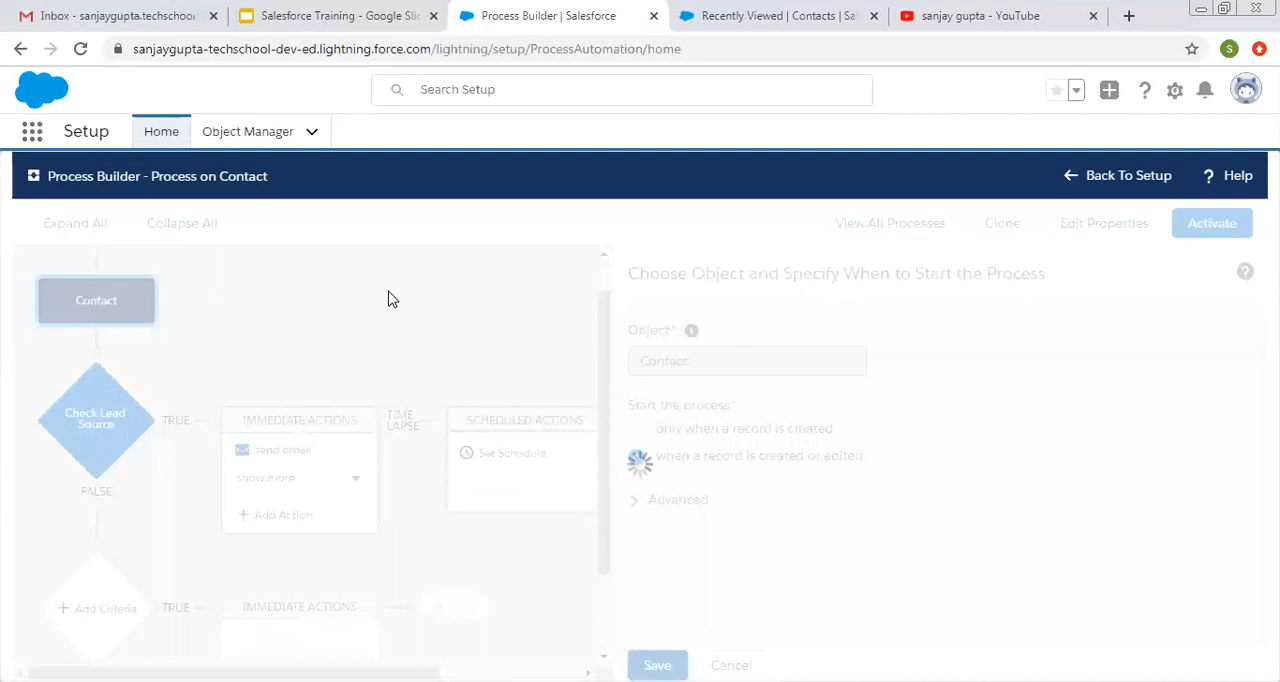 Inbox - sanjaygupta.techschool
Salesforce Training - Google Slid
Process Builder | Salesforce
Recently Viewed | Contacts | Sal
sanjay gupta - YouTube
sanjaygupta-techschool-dev-ed.lightning.force.com/lightning/setup/ProcessAutomation/home
S
Search Setup
Setup
Home
Object Manager
Process Builder - Process on Contact
Back To Setup
? Help
Expand All
Collapse All
View All Processes
Clone
Edit Properties
Activate
Contact
Choose Object and Specify When to Start the Process
Object*
Contact
Start the process*
only when a record is created
when a record is created or edited
Advanced
Check Lead
Source
TRUE
IMMEDIATE ACTIONS
TIME
LAPSE
SCHEDULED ACTIONS
send email
Set Schedule
show more
+ Add Action
FALSE
+ Add Criteria
TRUE
IMMEDIATE ACTIONS
Save
Cancel